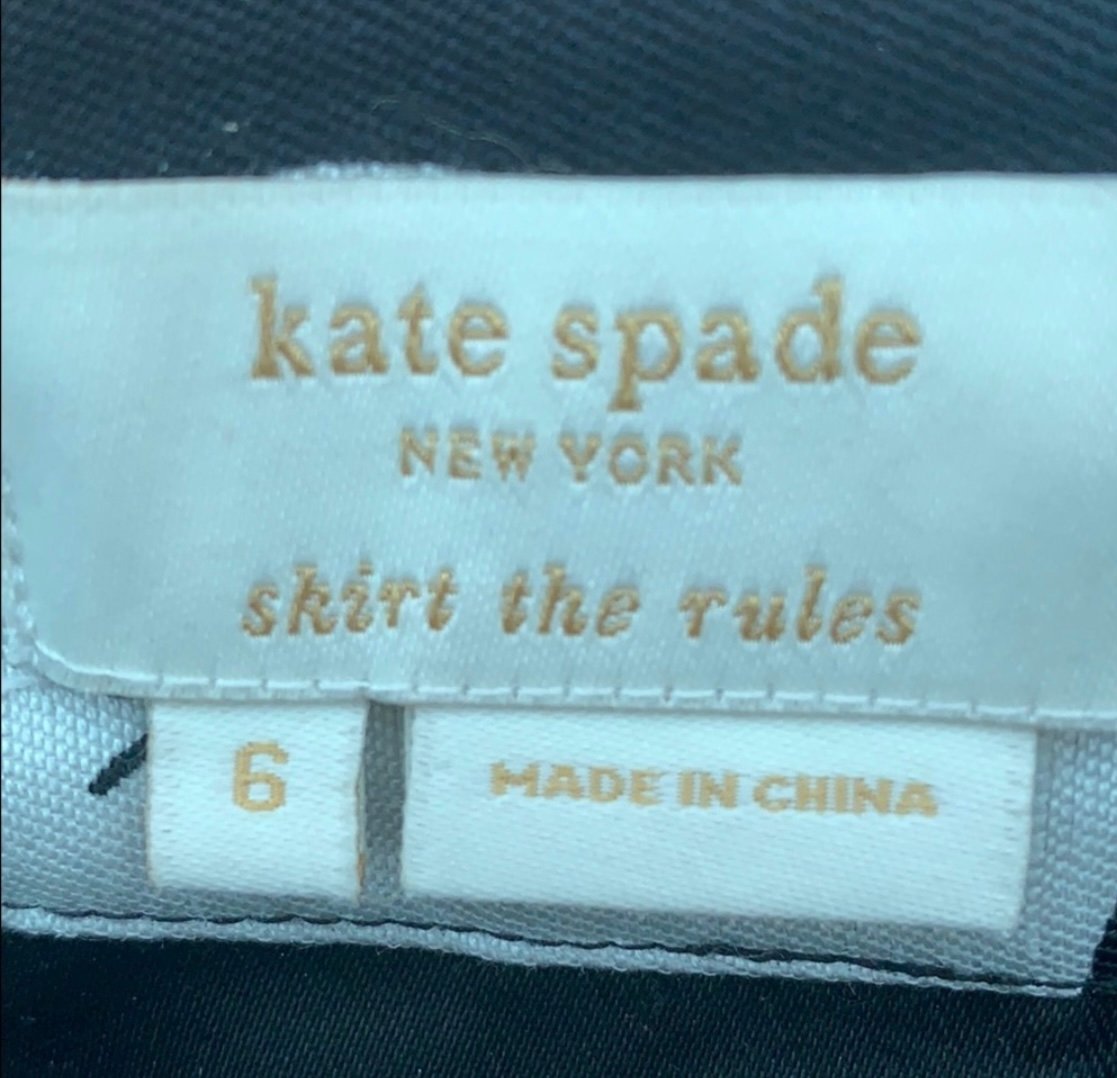 kate spade
NEW YORK
skirt the rules
6
MADE IN CHINA